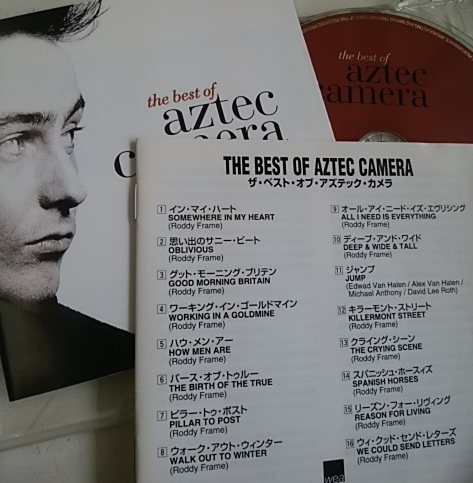 the best of
aztec
camera
the best of
aztec
camera
THE BEST OF AZTEC CAMERA
ザ・ベスト・オブ・アズテック・カメラ
1 イン・マイ・ハート
SOMEWHERE IN MY HEART
(Roddy Frame)
2 思い出のサニー・ビート
OBLIVIOUS
(Roddy Frame)
3 グット・モーニング・ブリテン
GOOD MORNING BRITAIN
(Roddy Frame)
4 ワーキング・イン・ゴールドマイン
WORKING IN A GOLDMINE
(Roddy Frame)
5 ハウ・メン・アー
HOW MEN ARE
(Roddy Frame)
6 バース・オブ・トゥルー
THE BIRTH OF THE TRUE
(Roddy Frame)
7 ピラー・トゥ・ポスト
PILLAR TO POST
(Roddy Frame)
8 ウォーク・アウト・ウィンター
WALK OUT TO WINTER
(Roddy Frame)
9 オール・アイ・ニード・イズ・エヴリシング
ALL I NEED IS EVERYTHING
(Roddy Frame)
10 ディープ・アンド・ワイド
DEEP & WIDE & TALL
(Roddy Frame)
11 ジャンプ
JUMP
(Edwad Van Halen / Alex Van Halen /
Michael Anthony / David Lee Roth)
12 キラーモント・ストリート
KILLERMONT STREET
(Roddy Frame)
13 クライング・シーン
THE CRYING SCENE
(Roddy Frame)
14 スパニッシュ・ホースィズ
SPANISH HORSES
(Roddy Frame)
15 リーズン・フォー・リヴィング
REASON FOR LIVING
(Roddy Frame)
16 ウィ・クッド・センド・レターズ
WE COULD SEND LETTERS
(Roddy Frame)
wea